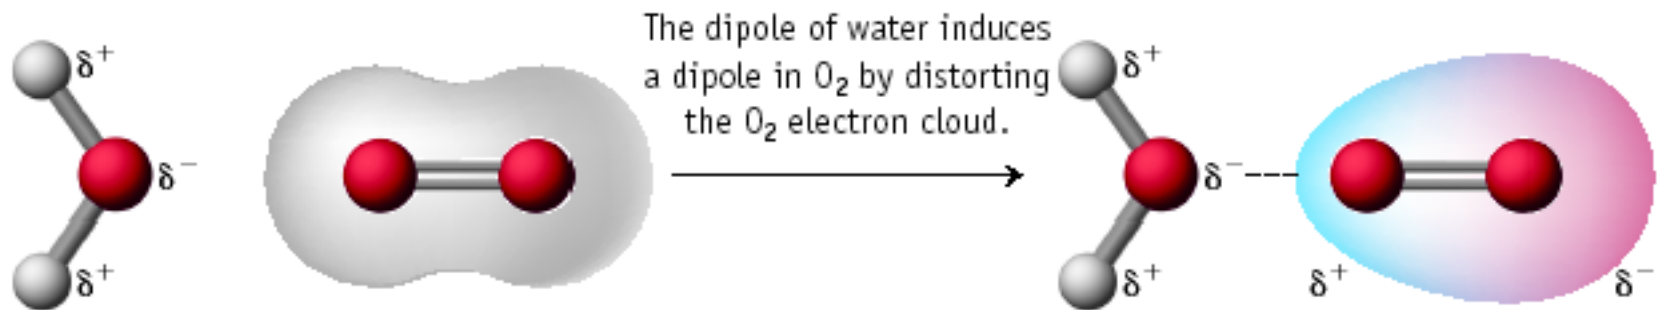 The dipole of water induces
a dipole in O₂ by distorting
the O₂ electron cloud.
δ⁺
δ⁻
δ⁺
δ⁺
δ⁻
δ⁺
δ⁺
δ⁻